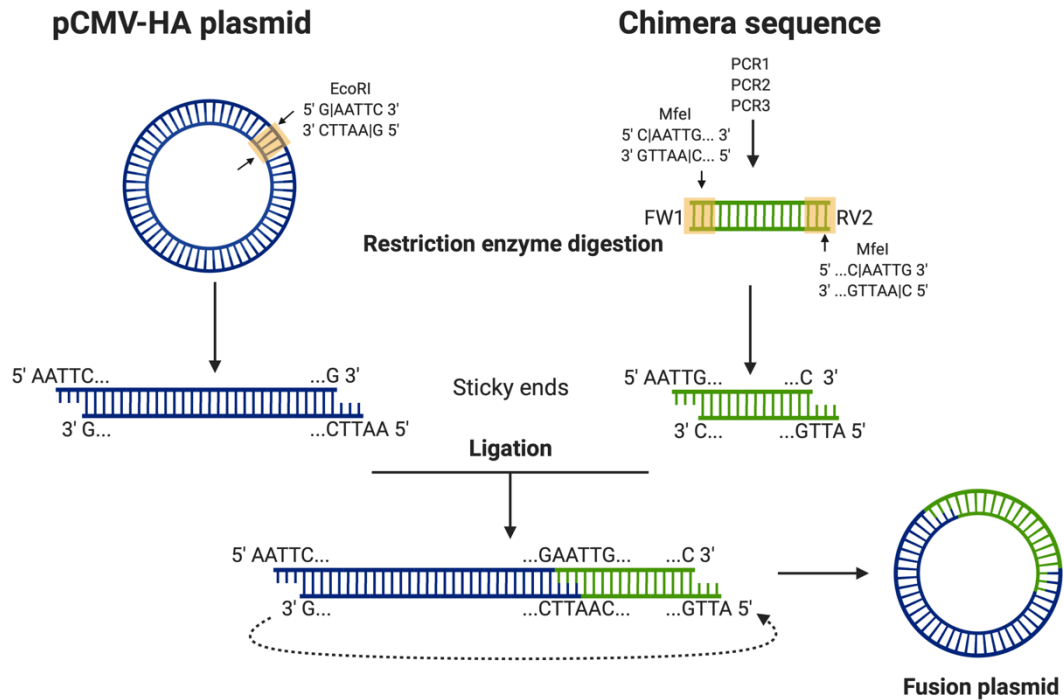 pCMV-HA plasmid
EcoRI
5' G|AATTC 3'
3' CTTAA|G 5'
Chimera sequence
PCR1
PCR2
PCR3
MfeI
5' C|AATTG... 3'
3' GTTAA|C... 5'
FW1
RV2
Restriction enzyme digestion
MfeI
5' ...C|AATTG 3'
3' ...GTTAA|C 5'
5' AATTC...
...G 3'
3' G...
...CTTAA 5'
Sticky ends
5' AATTG...
...C 3'
3' C...
...GTTA 5'
Ligation
5' AATTC...
...GAATTG...
...C 3'
3' G...
...CTTAAC...
...GTTA 5'
Fusion plasmid